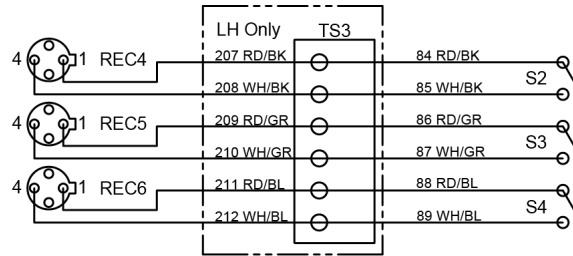 LH Only TS3
4 1 REC4 207 RD/BK 84 RD/BK
S2
208 WH/BK 85 WH/BK
4 1 REC5 209 RD/GR 86 RD/GR
S3
210 WH/GR 87 WH/GR
4 1 REC6 211 RD/BL 88 RD/BL
S4
212 WH/BL 89 WH/BL